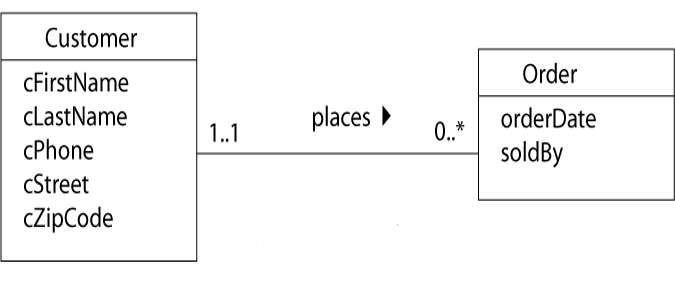 Customer
cFirstName
cLastName
cPhone
cStreet
cZipCode
1..1
places
0..*
Order
orderDate
soldBy